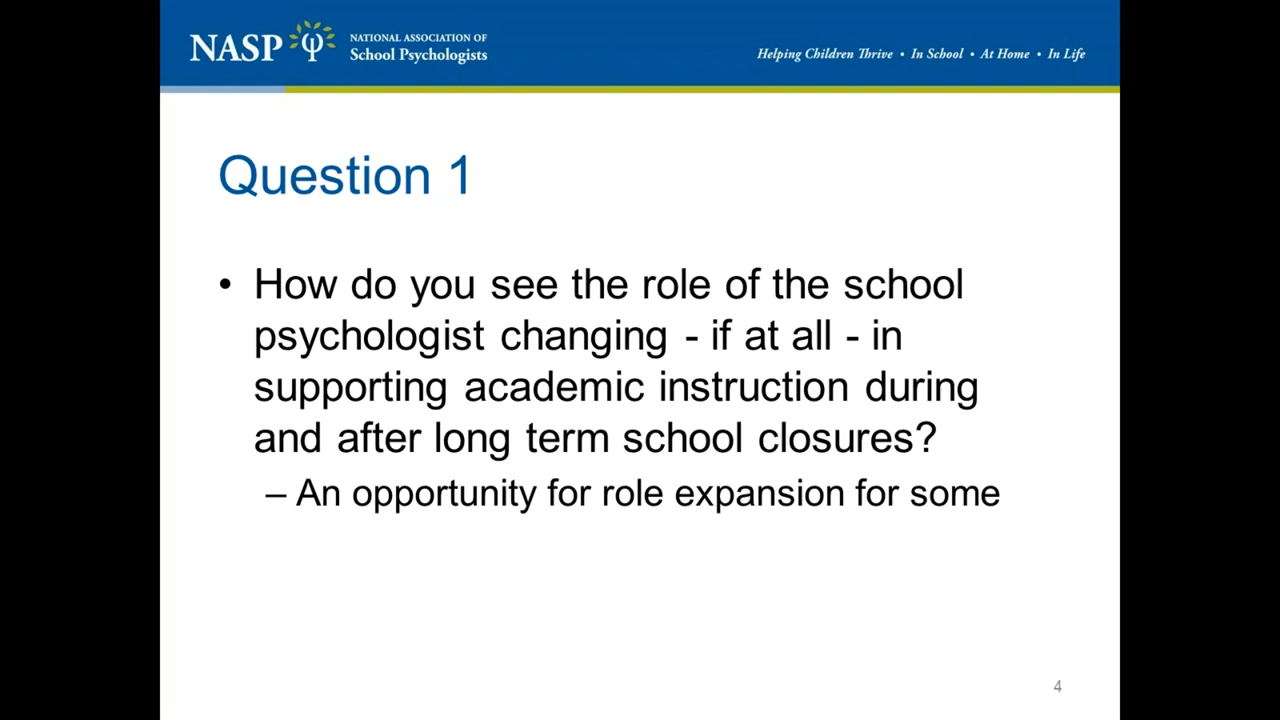 NASP
NATIONAL ASSOCIATION OF
School Psychologists
Helping Children Thrive • In School • At Home • In Life
Question 1
• How do you see the role of the school
psychologist changing - if at all - in
supporting academic instruction during
and after long term school closures?
– An opportunity for role expansion for some
4